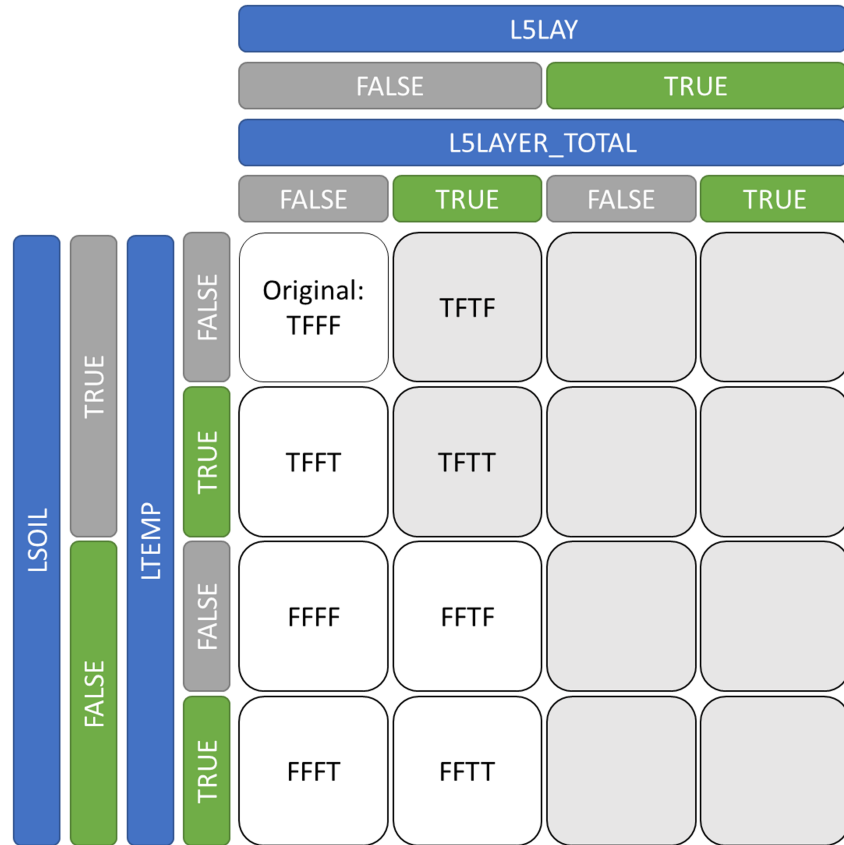 L5LAY
FALSE TRUE
L5LAYER_TOTAL
FALSE TRUE FALSE TRUE
LSOIL
TRUE
FALSE
LTEMP
FALSE
TRUE
FALSE
TRUE
Original:
TFFF
TFTF
TFFT TFTT
FFFF FFTF
FFFT FFTT